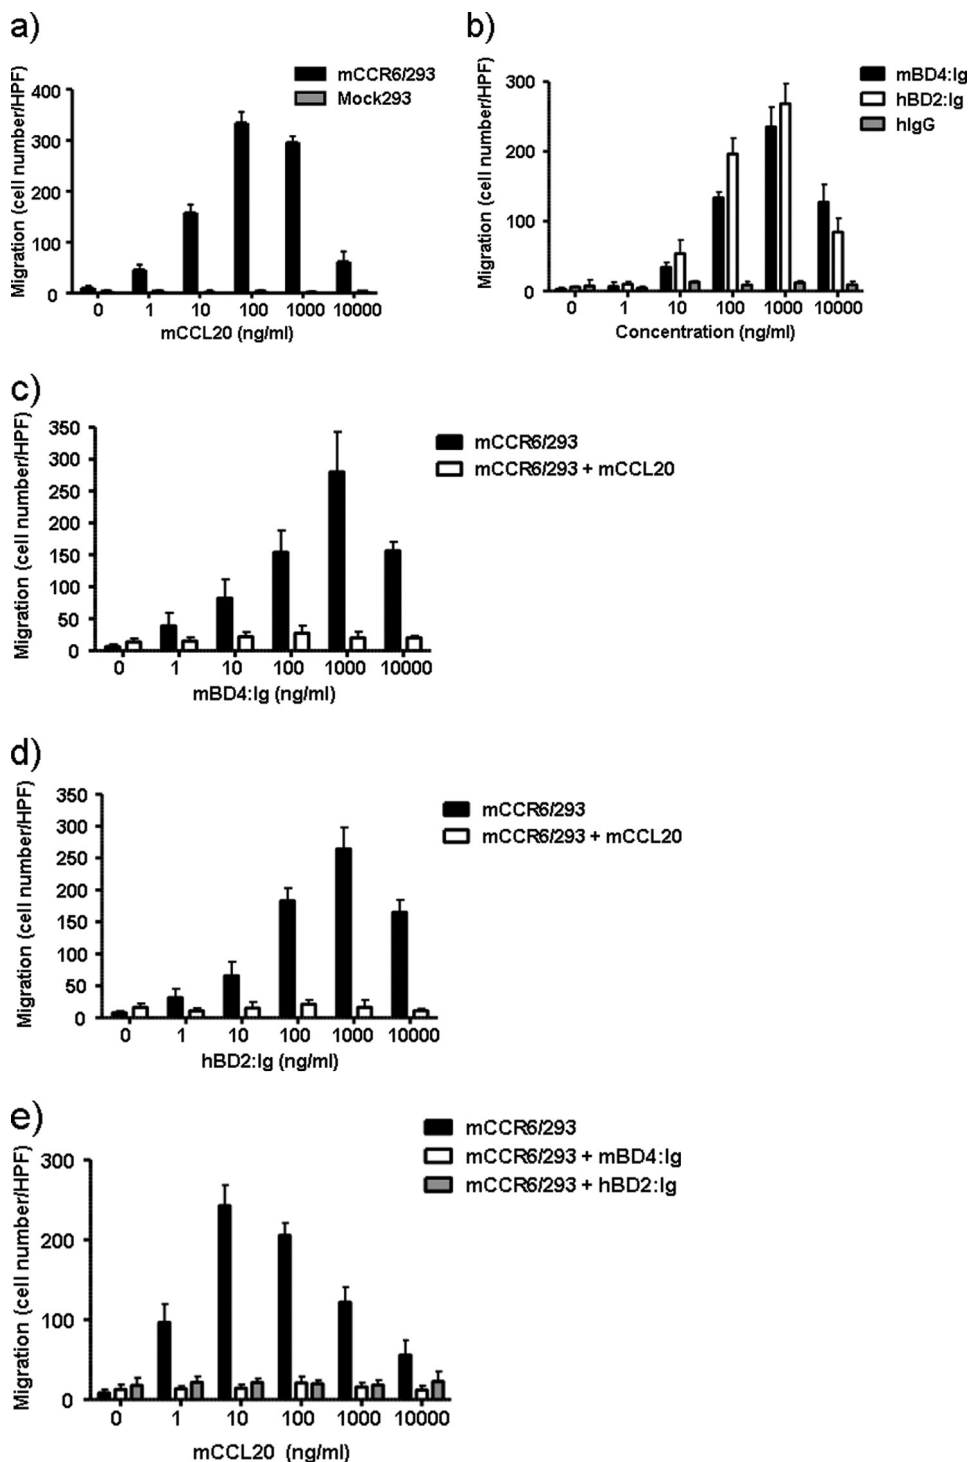 a)
mCCR6/293
Mock293
Migration (cell number/HPF)
400
300
200
100
0
0 1 10 100 1000 10000
mCCL20 (ng/ml)
b)
mBD4:Ig
hBD2:Ig
hIgG
Migration (cell number/HPF)
300
200
100
0
0 1 10 100 1000 10000
Concentration (ng/ml)
c)
mCCR6/293
mCCR6/293 + mCCL20
Migration (cell number/HPF)
350
300
250
200
150
100
50
0
0 1 10 100 1000 10000
mBD4:Ig (ng/ml)
d)
mCCR6/293
mCCR6/293 + mCCL20
Migration (cell number/HPF)
350
300
250
200
150
100
50
0
0 1 10 100 1000 10000
hBD2:Ig (ng/ml)
e)
mCCR6/293
mCCR6/293 + mBD4:Ig
mCCR6/293 + hBD2:Ig
Migration (cell number/HPF)
300
200
100
0
0 1 10 100 1000 10000
mCCL20 (ng/ml)